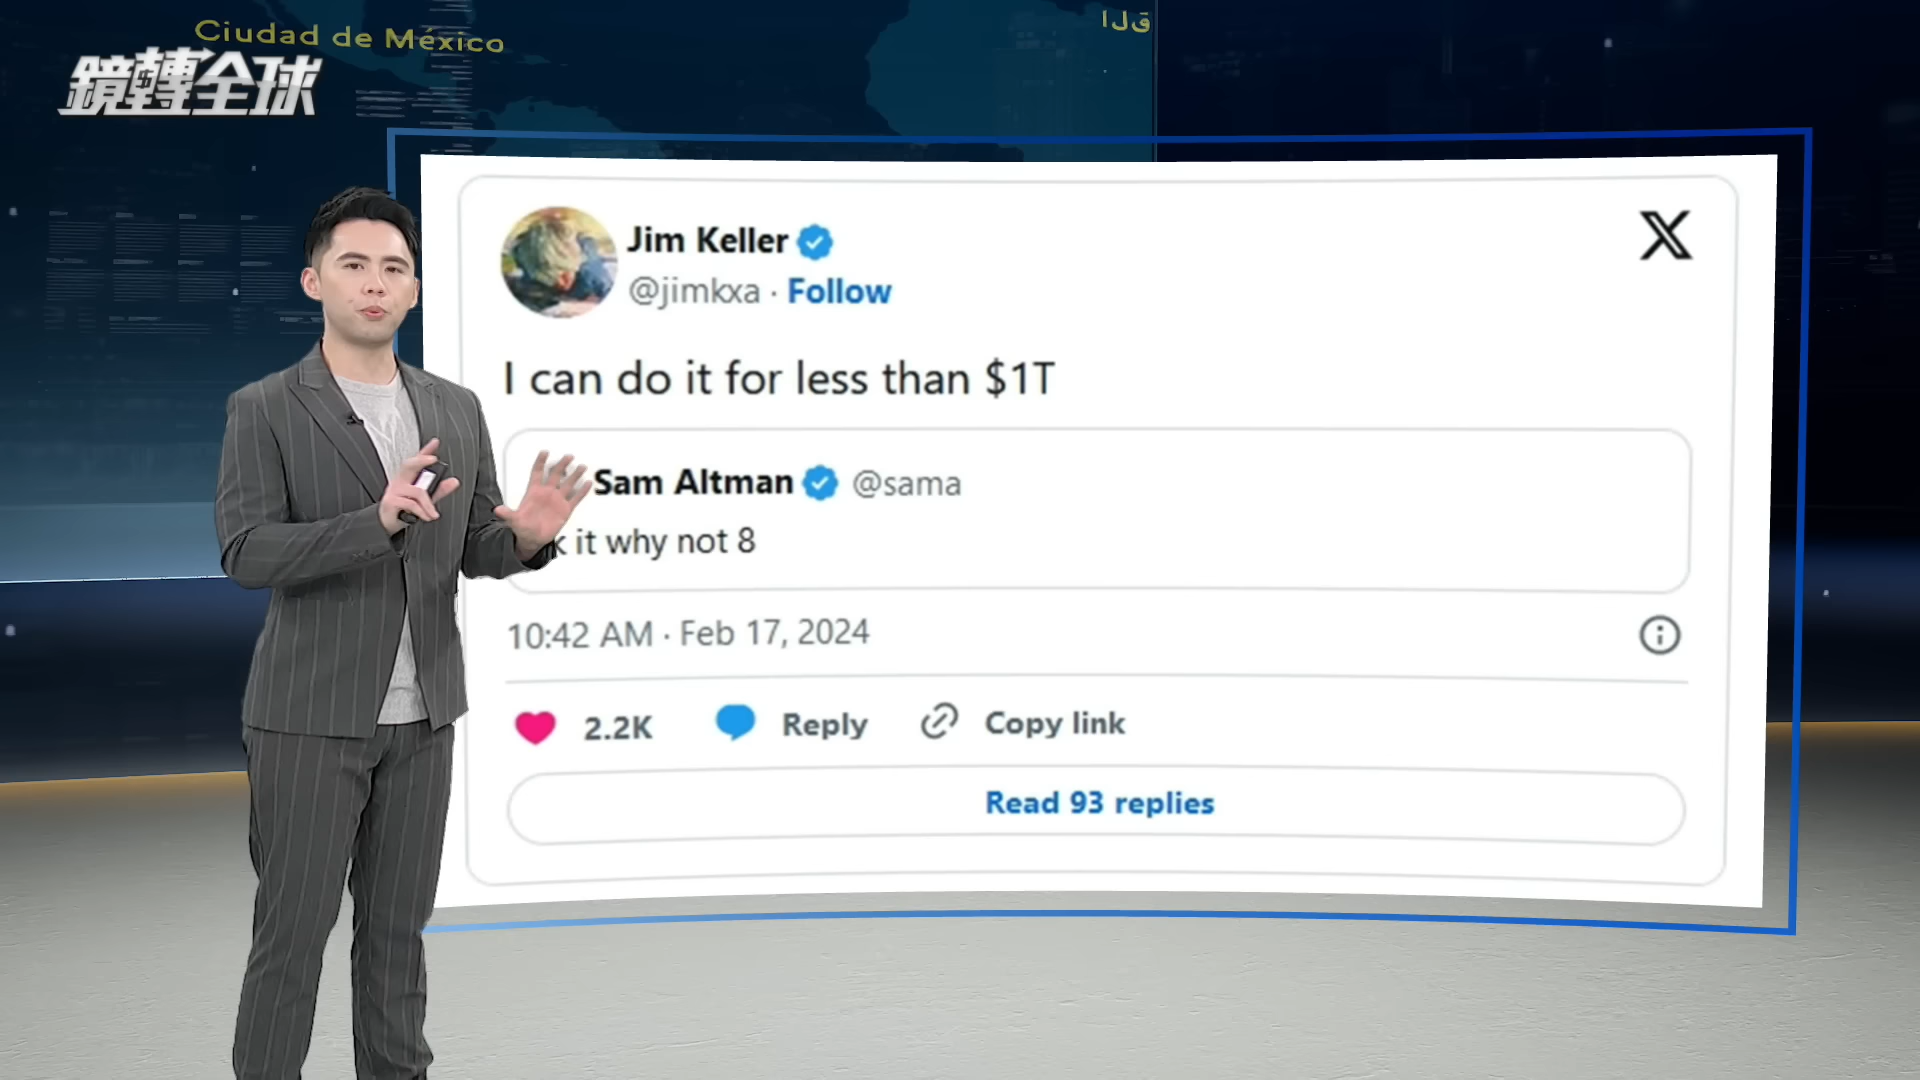 Ciudad de México
القا
鏡轉全球
Jim Keller
@jimkxa · Follow
I can do it for less than $1T
Sam Altman @sama
it why not 8
10:42 AM · Feb 17, 2024
2.2K Reply Copy link
Read 93 replies